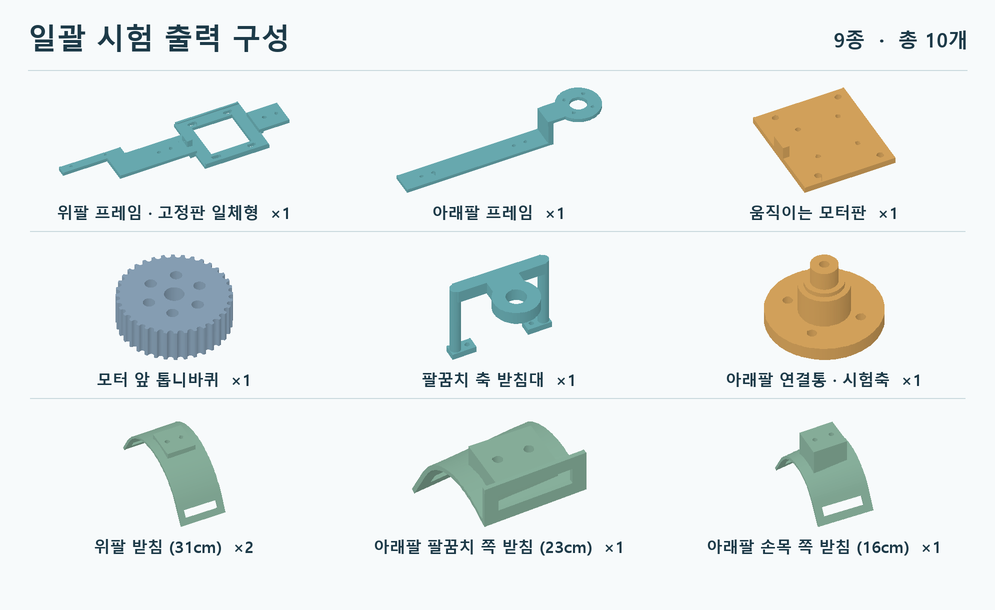 일괄 시험 출력 구성
9종 · 총 10개
위팔 프레임 · 고정판 일체형 ×1
아래팔 프레임 ×1
움직이는 모터판 ×1
모터 앞 톱니바퀴 ×1
팔꿈치 축 받침대 ×1
아래팔 연결통 · 시험축 ×1
위팔 받침 (31cm) ×2
아래팔 팔꿈치 쪽 받침 (23cm) ×1
아래팔 손목 쪽 받침 (16cm) ×1